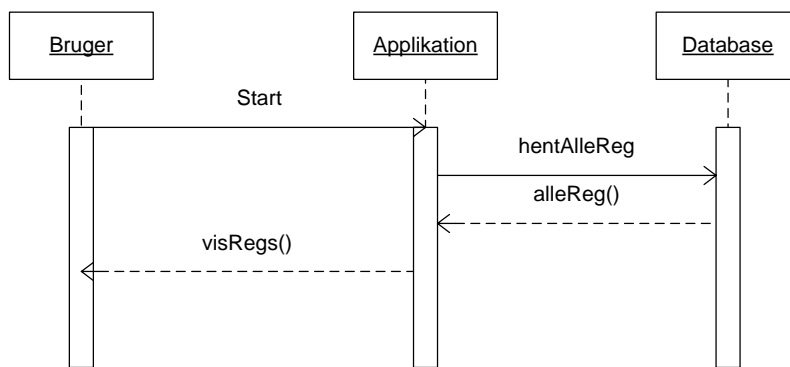 Bruger
Applikation
Database
Start
hentAlleReg
alleReg()
visRegs()